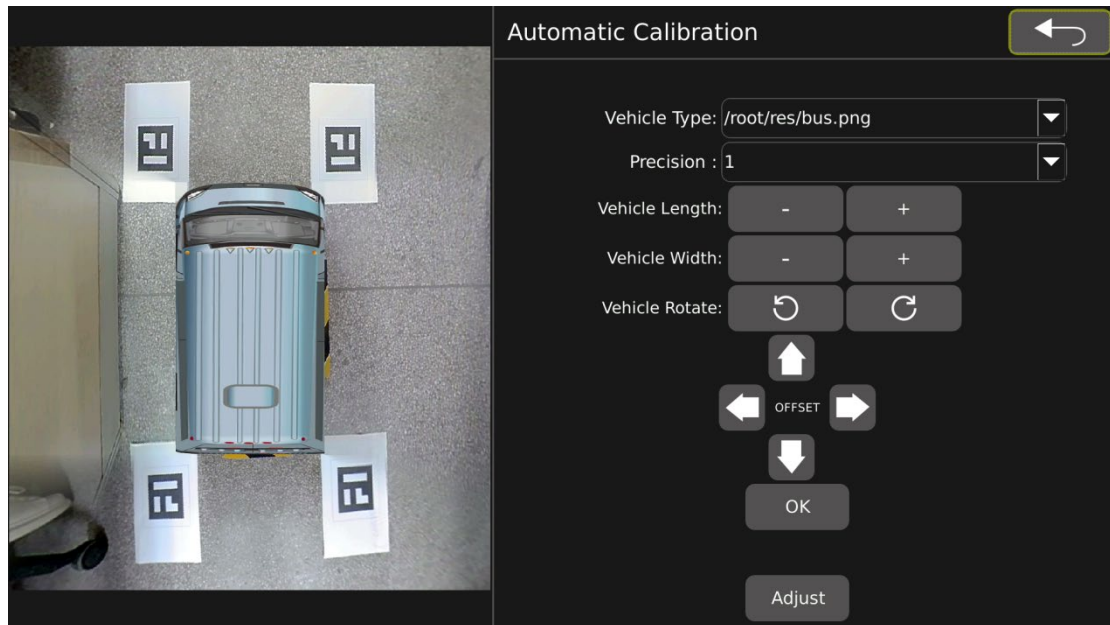 Automatic Calibration
Vehicle Type: /root/res/bus.png
Precision : 1
Vehicle Length: - +
Vehicle Width: - +
Vehicle Rotate:
OFFSET
OK
Adjust